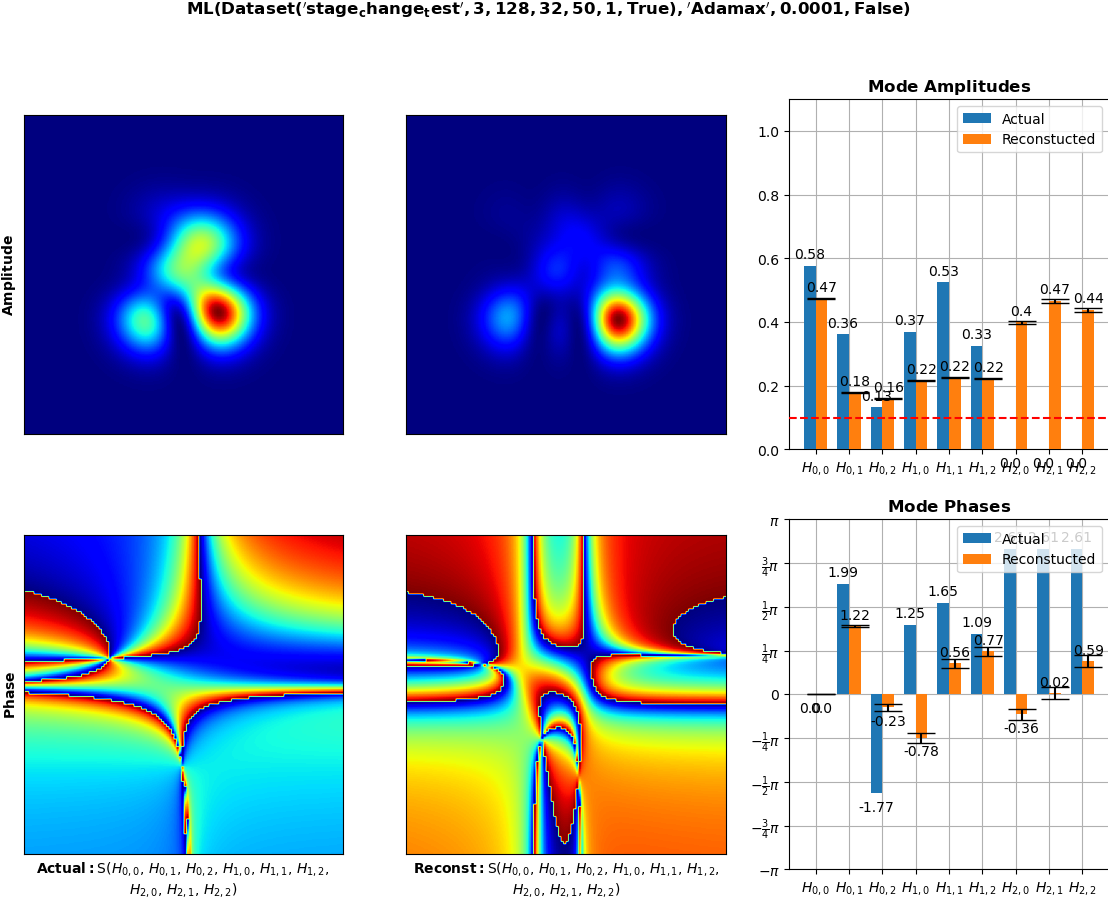 ML(Dataset('stage_change_test', 3, 128, 32, 50, 1, True), 'Adamax', 0.0001, False)
Amplitude
Mode Amplitudes
Actual
Reconstucted
1.0
0.8
0.6
0.4
0.2
0.0
0.58
0.47
0.36
0.18
0.13
0.16
0.37
0.22
0.53
0.22
0.33
0.22
0.0
0.4
0.0
0.47
0.0
0.44
H0,0 H0,1 H0,2 H1,0 H1,1 H1,2 H2,0 H2,1 H2,2
Phase
Actual: S(H0,0, H0,1, H0,2, H1,0, H1,1, H1,2,
H2,0, H2,1, H2,2)
Reconst: S(H0,0, H0,1, H0,2, H1,0, H1,1, H1,2,
H2,0, H2,1, H2,2)
Mode Phases
Actual
Reconstucted
π
3/4π
1/2π
1/4π
0
−1/4π
−1/2π
−3/4π
−π
0.0
0.0
1.99
1.22
-1.77
-0.23
1.25
-0.78
1.65
0.56
1.09
0.77
-0.36
0.02
2.61
0.59
H0,0 H0,1 H0,2 H1,0 H1,1 H1,2 H2,0 H2,1 H2,2